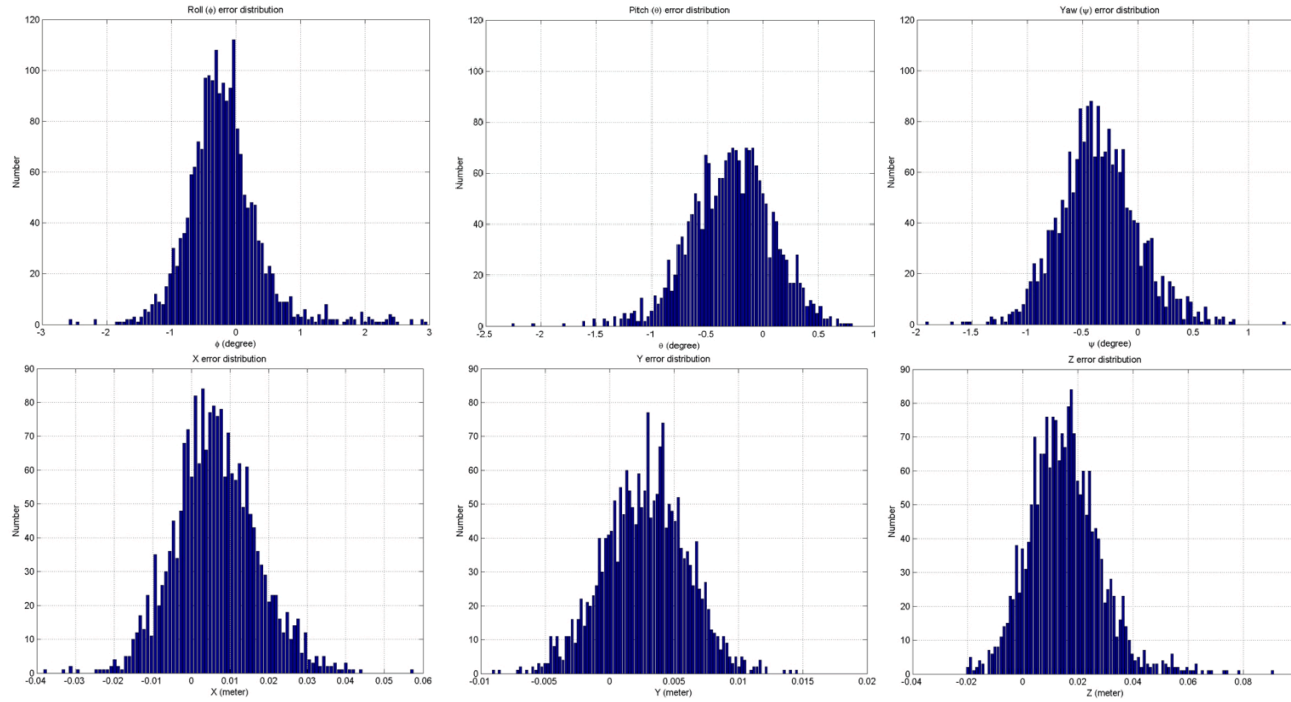 Roll (ϕ) error distribution
120
100
80
60
40
20
0
Number
-3 -2 -1 0 1 2 3
ϕ (degree)
Pitch (θ) error distribution
120
100
80
60
40
20
0
Number
-2.5 -2 -1.5 -1 -0.5 0 0.5 1
θ (degree)
Yaw (ψ) error distribution
120
100
80
60
40
20
0
Number
-2 -1.5 -1 -0.5 0 0.5 1
ψ (degree)
X error distribution
90
80
70
60
50
40
30
20
10
0
Number
-0.04 -0.03 -0.02 -0.01 0 0.01 0.02 0.03 0.04 0.05 0.06
X (meter)
Y error distribution
90
80
70
60
50
40
30
20
10
0
Number
-0.01 -0.005 0 0.005 0.01 0.015 0.02
Y (meter)
Z error distribution
90
80
70
60
50
40
30
20
10
0
Number
-0.04 -0.02 0 0.02 0.04 0.06 0.08
Z (meter)